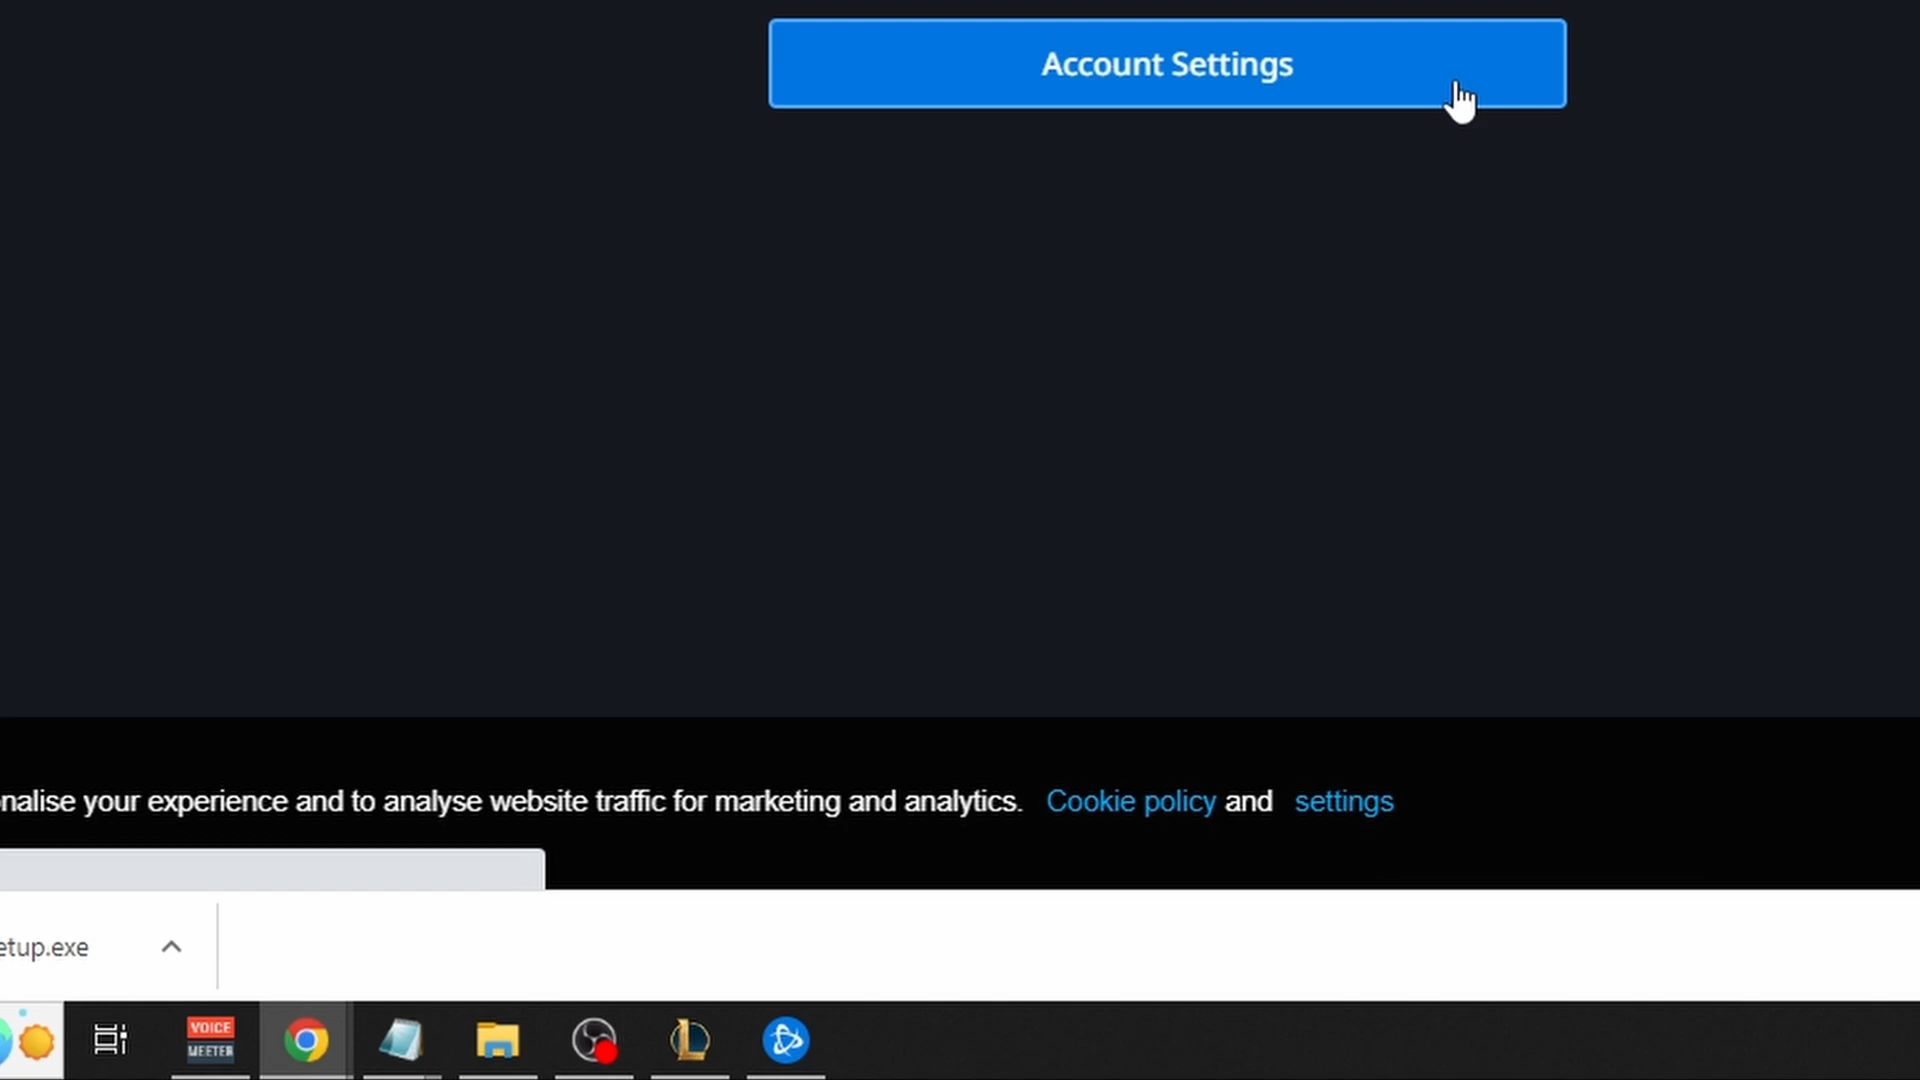 Account Settings
nalise your experience and to analyse website traffic for marketing and analytics. Cookie policy and settings
etup.exe
VOICE
MEETER